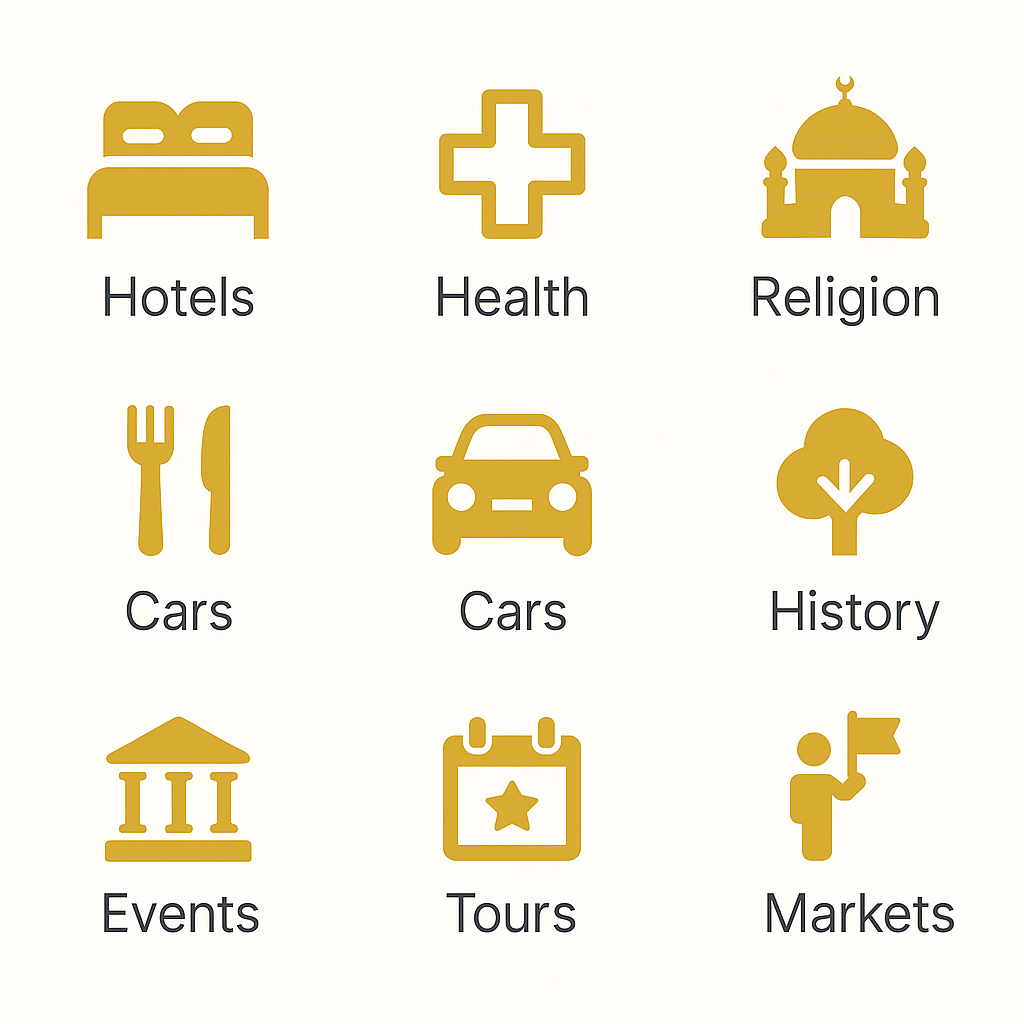 Hotels
Health
Religion
Cars
Cars
History
Events
Tours
Markets